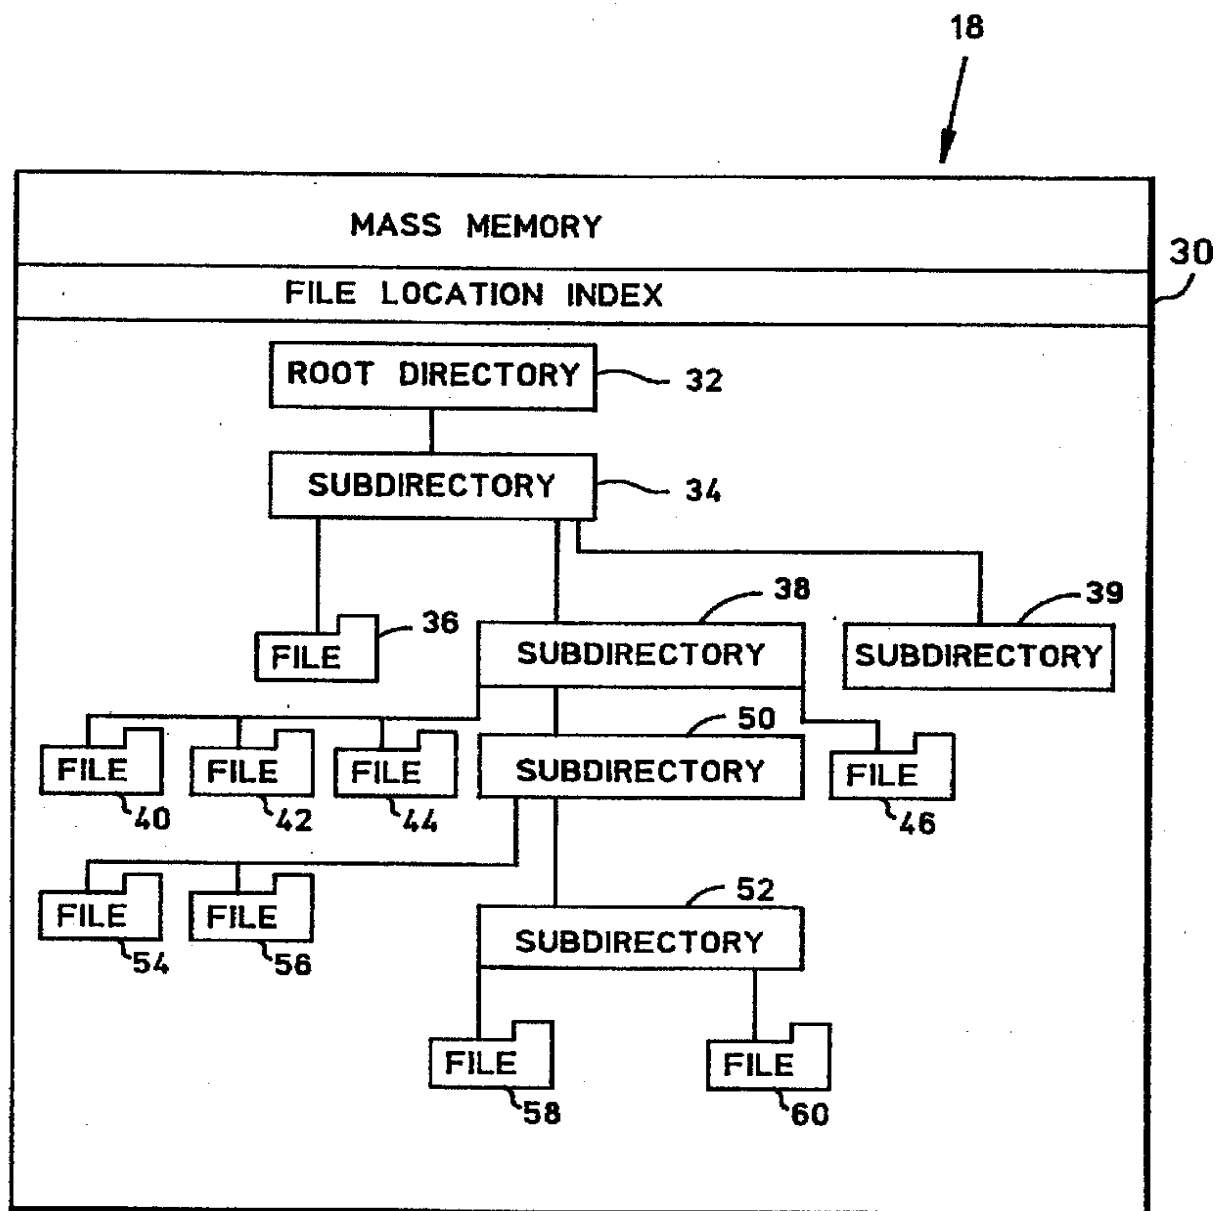 18
MASS MEMORY
30
FILE LOCATION INDEX
ROOT DIRECTORY
32
SUBDIRECTORY
34
38
39
36
FILE
SUBDIRECTORY
SUBDIRECTORY
50
FILE
FILE
FILE
SUBDIRECTORY
FILE
40
42
44
46
52
FILE
FILE
SUBDIRECTORY
54
56
FILE
FILE
58
60